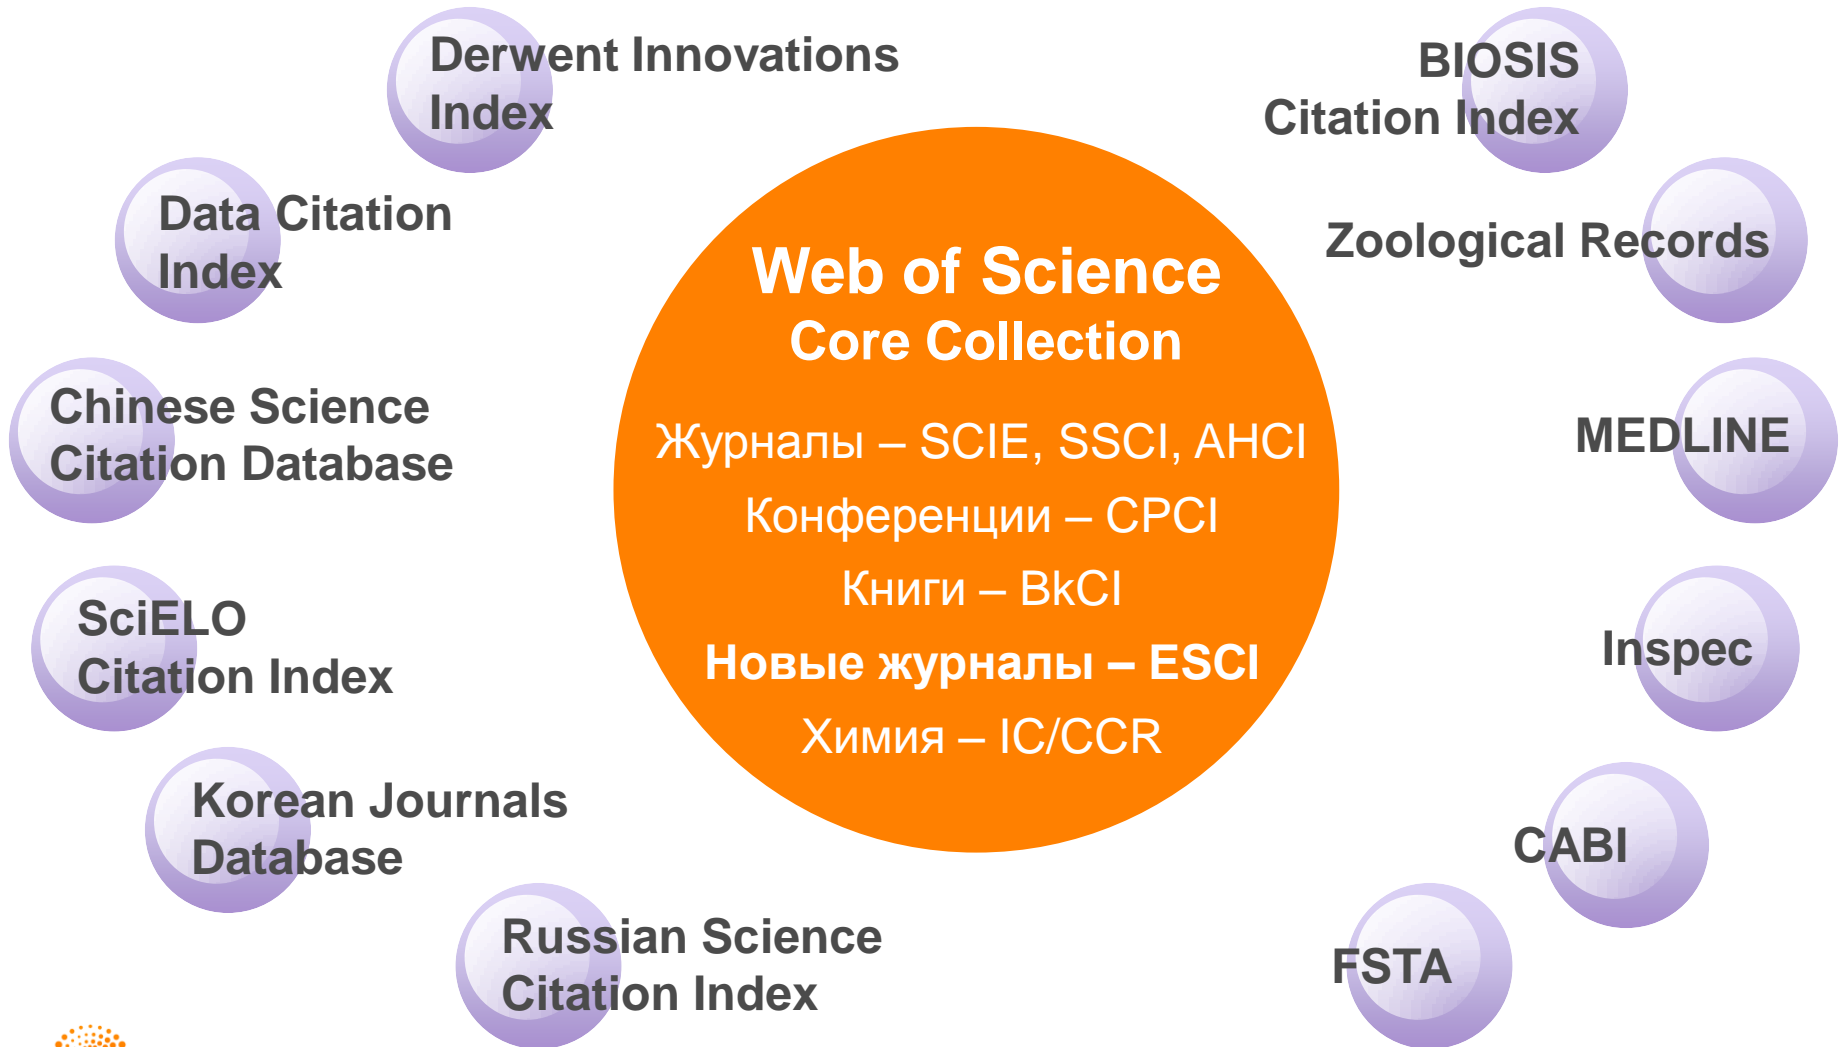 Derwent Innovations
Index
Data Citation
Index
Chinese Science
Citation Database
SciELO
Citation Index
Korean Journals
Database
Russian Science
Citation Index
Web of Science
Core Collection
Журналы – SCIE, SSCI, AHCI
Конференции – CPCI
Книги – BkCI
Новые журналы – ESCI
Химия – IC/CCR
BIOSIS
Citation Index
Zoological Records
MEDLINE
Inspec
CABI
FSTA